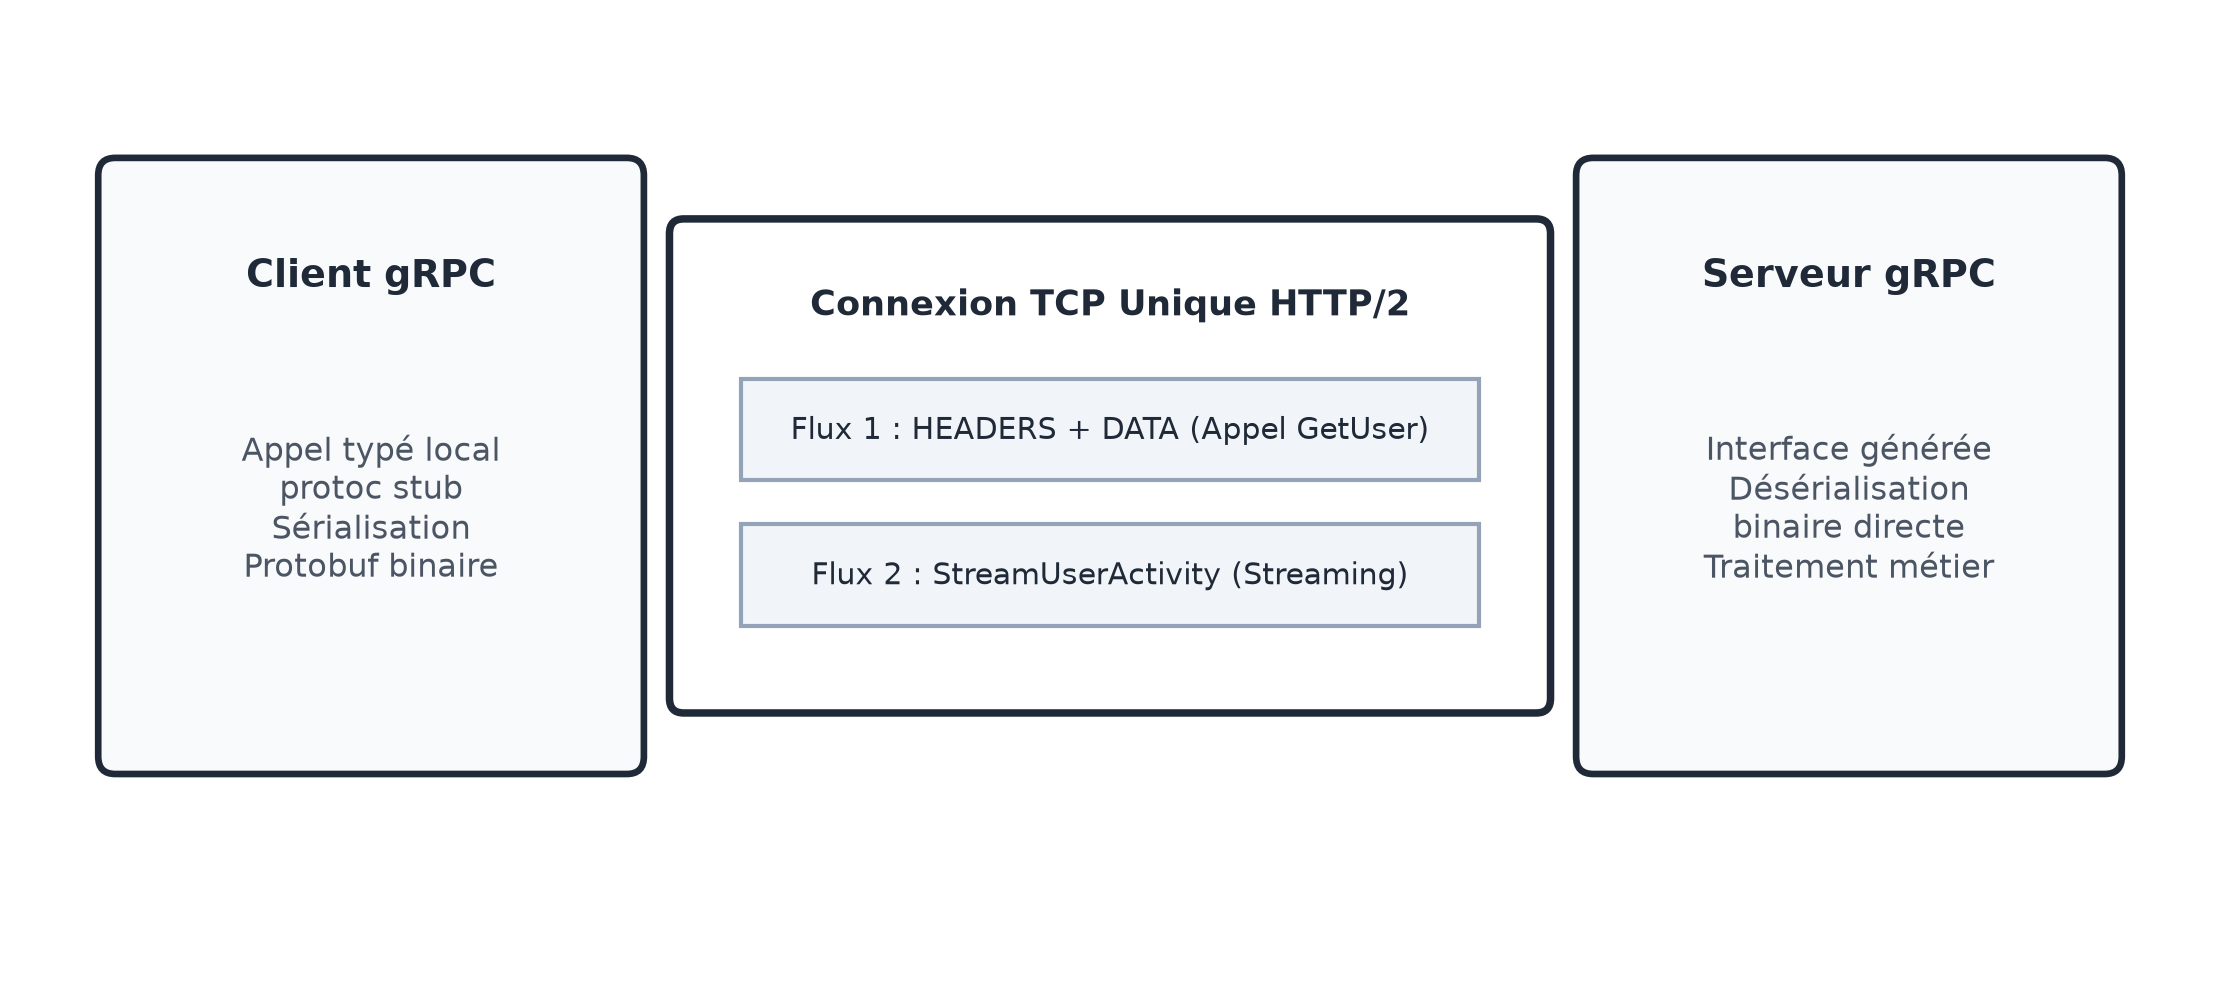 Client gRPC
Appel typé local
protoc stub
Sérialisation
Protobuf binaire
Connexion TCP Unique HTTP/2
Flux 1 : HEADERS + DATA (Appel GetUser)
Flux 2 : StreamUserActivity (Streaming)
Serveur gRPC
Interface générée
Désérialisation
binaire directe
Traitement métier